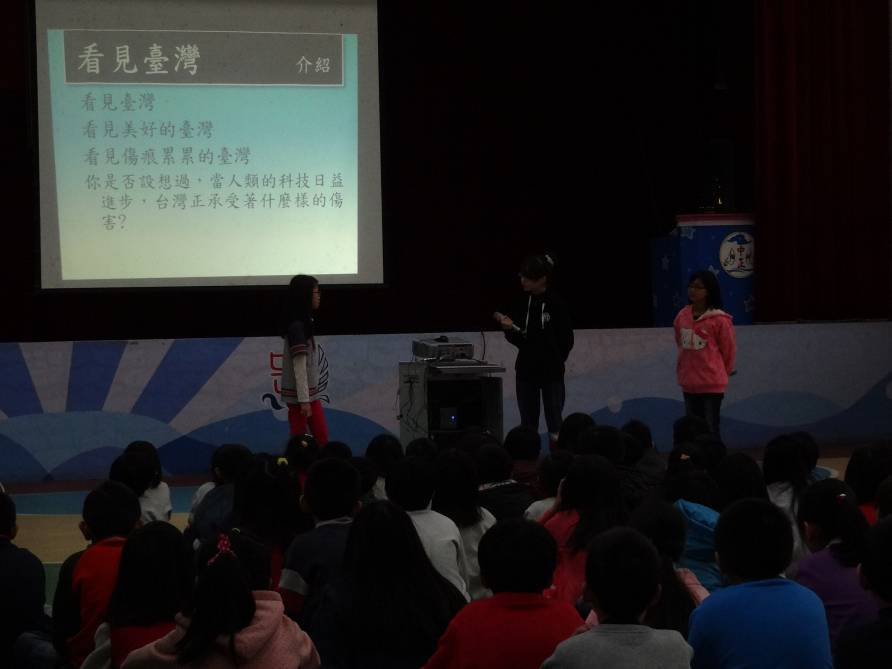 看見臺灣 介紹
看見臺灣
看見美好的臺灣
看見傷痕累累的臺灣
你是否設想過，當人類的科技日益
進步，台灣正承受著什麼樣的傷
害?
中